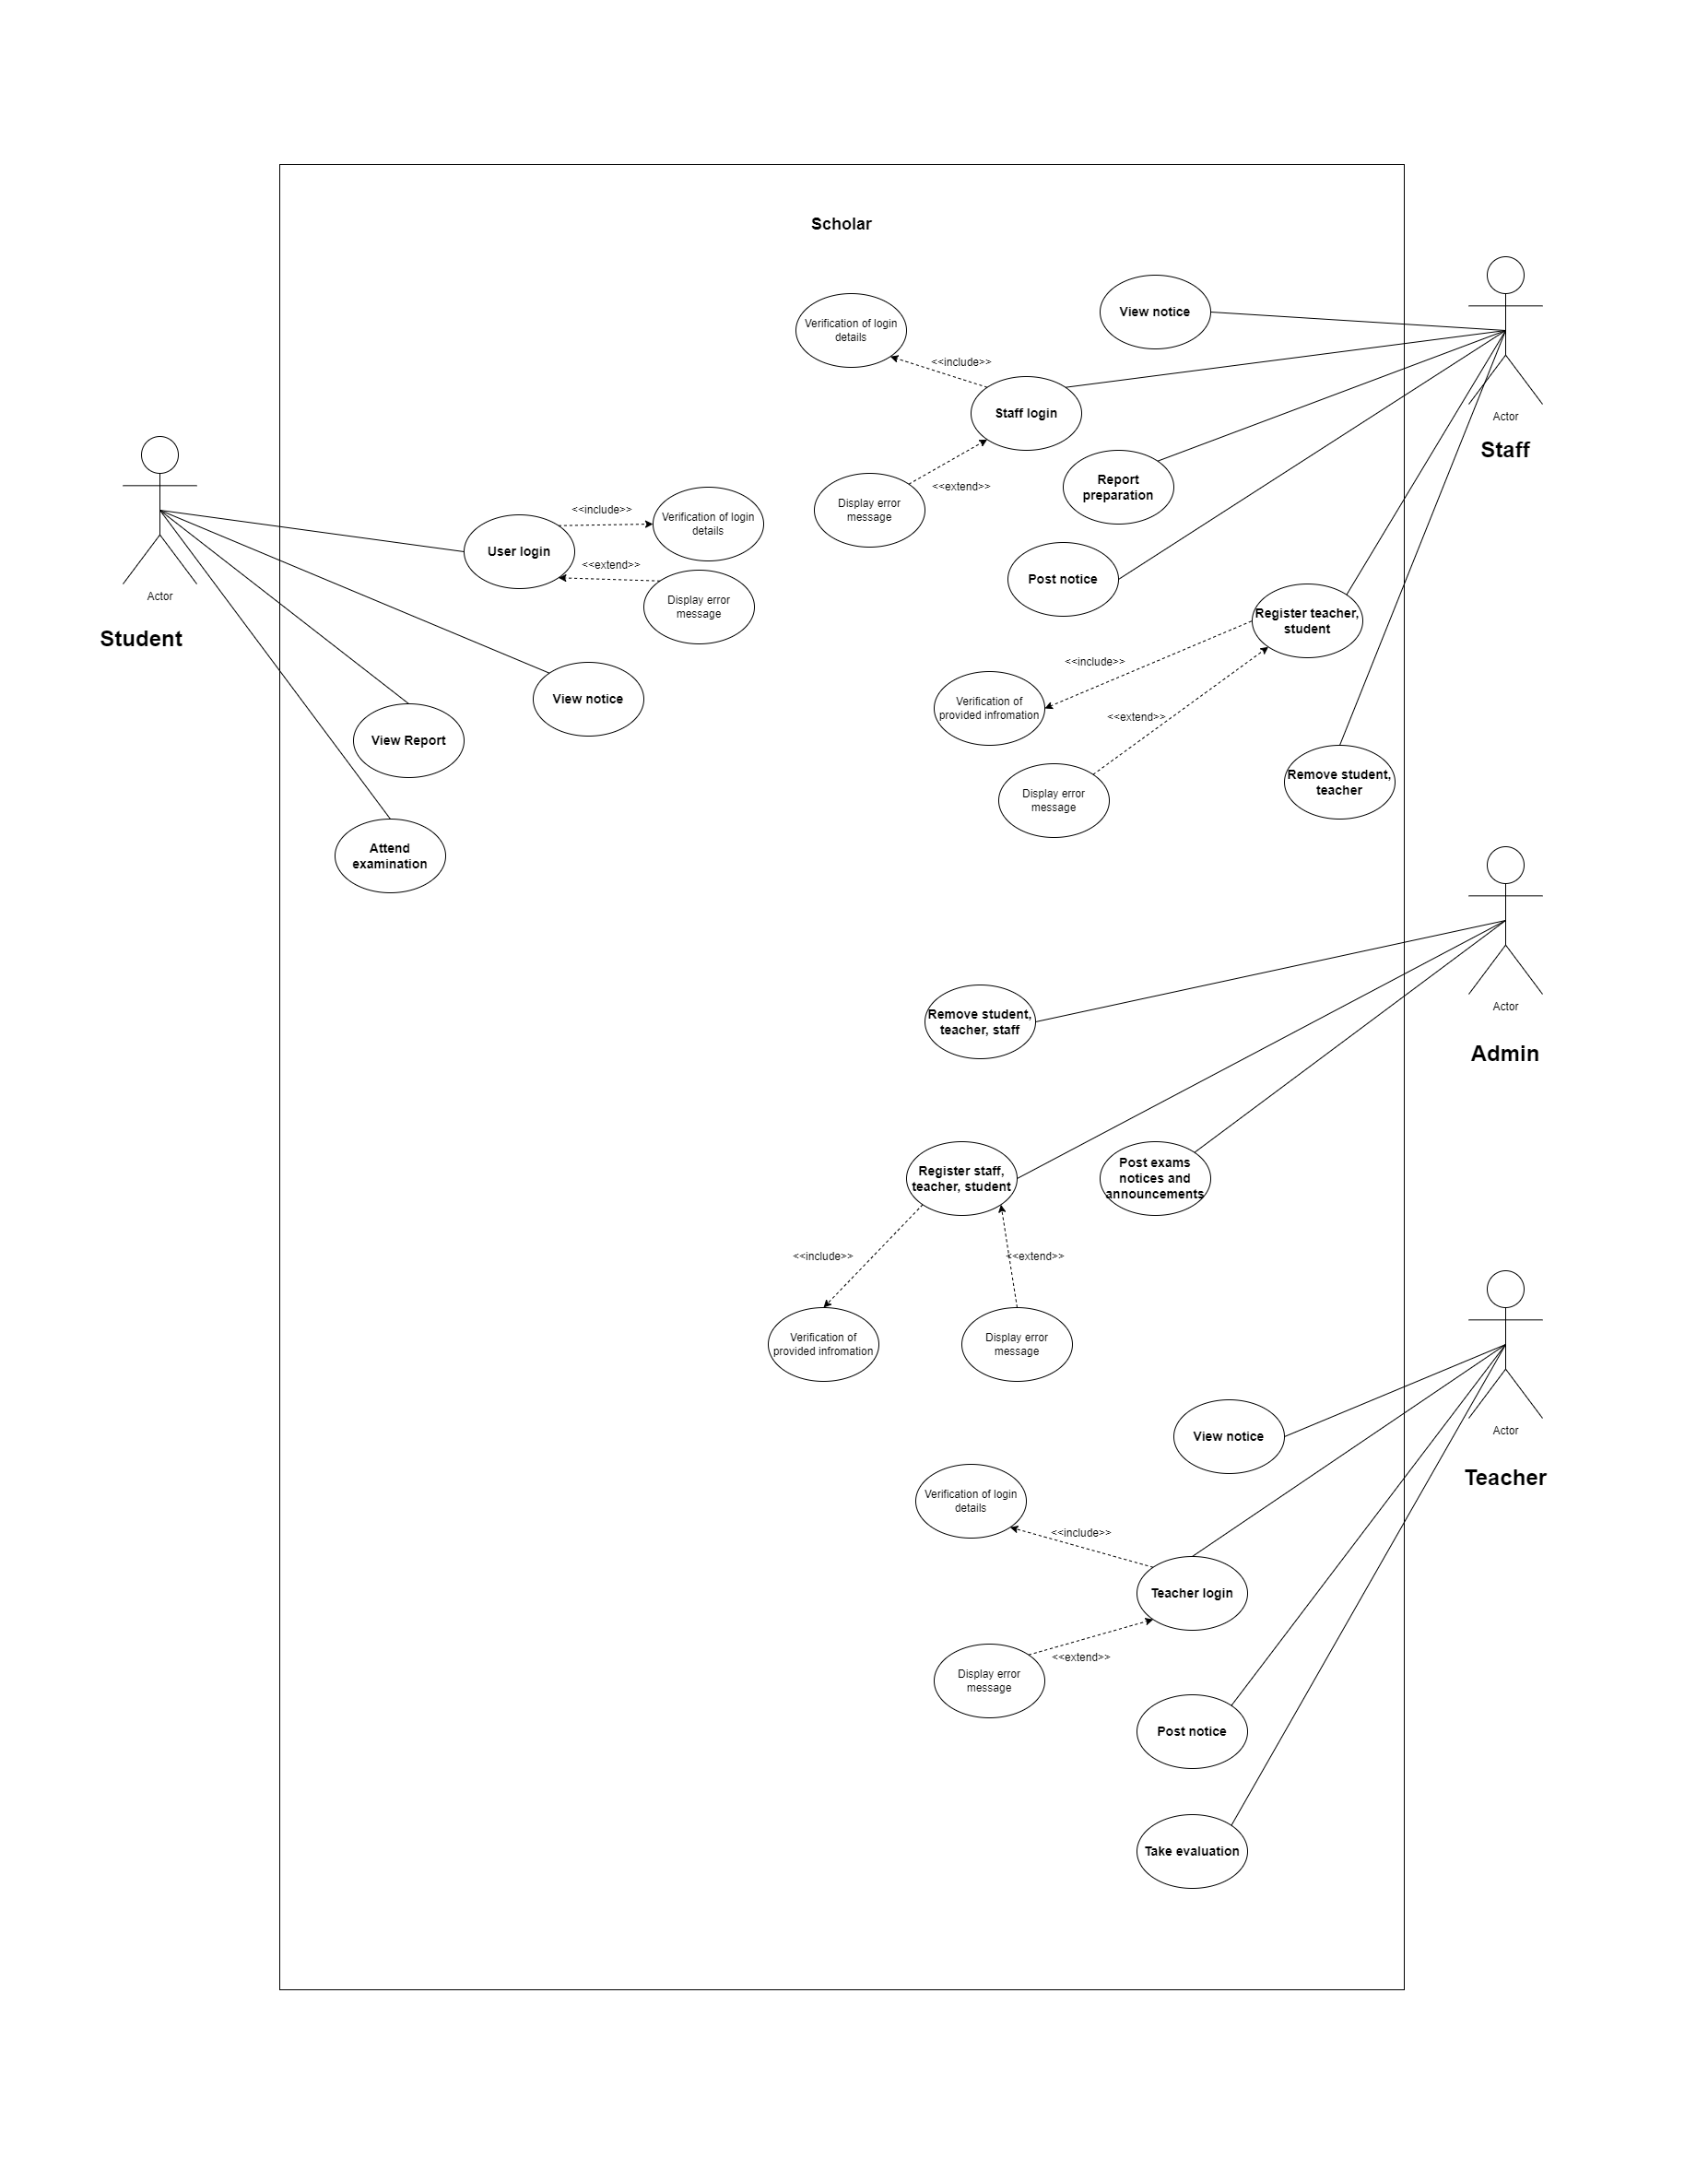 Scholar
View notice
Verification of login
details
<<include>>
Staff login
Actor
Staff
Report
preparation
<<extend>>
Display error
message
<<include>>
Verification of login
details
User login
<<extend>>
Display error
message
Actor
Student
Post notice
Register teacher,
student
<<include>>
View notice
Verification of
provided infromation
<<extend>>
View Report
Remove student,
teacher
Display error
message
Attend
examination
Actor
Admin
Remove student,
teacher, staff
Register staff,
teacher, student
Post exams
notices and
announcements
<<include>>
<<extend>>
Verification of
provided infromation
Display error
message
Actor
Teacher
View notice
Verification of login
details
<<include>>
Teacher login
<<extend>>
Display error
message
Post notice
Take evaluation